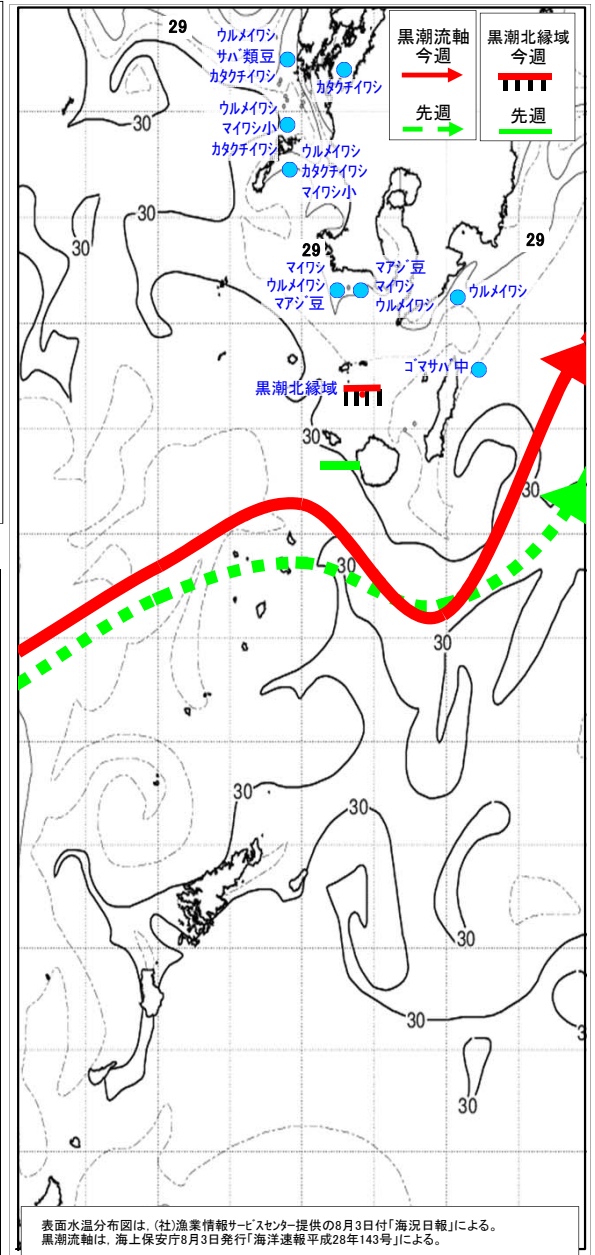 29
ウルメイワシ
サバ類豆
カタクチイワシ
カタクチイワシ
黒潮流軸
今週
先週
黒潮北縁域
今週
先週
30
ウルメイワシ
マイワシ小
カタクチイワシ
ウルメイワシ
カタクチイワシ
マイワシ小
30
30
29
29
マイワシ
ウルメイワシ
マアジ豆
マアジ豆
マイワシ
ウルメイワシ
ウルメイワシ
ゴマサバ中
黒潮北縁域
30
30
30
30
30
30
30
30
30
30
表面水温分布図は,(社)漁業情報サービスセンター提供の8月3日付「海況日報」による。
黒潮流軸は,海上保安庁8月3日発行「海洋速報平成28年143号」による。